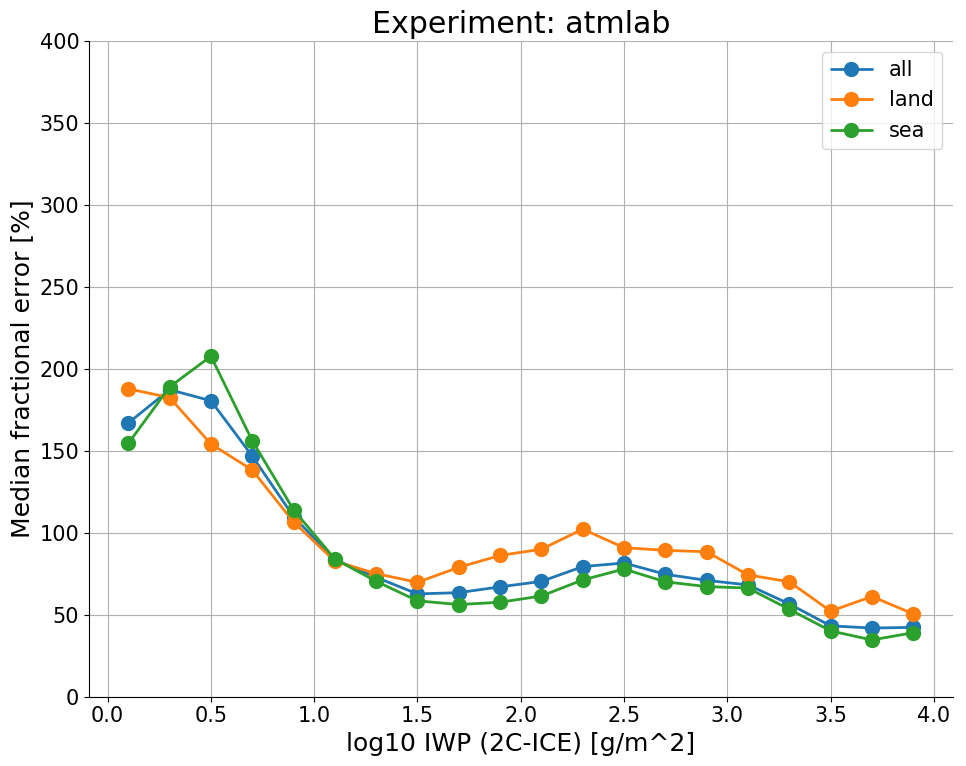 Experiment: atmlab
400
350
300
250
200
150
100
50
0
Median fractional error [%]
all
land
sea
0.0 0.5 1.0 1.5 2.0 2.5 3.0 3.5 4.0
log10 IWP (2C-ICE) [g/m^2]